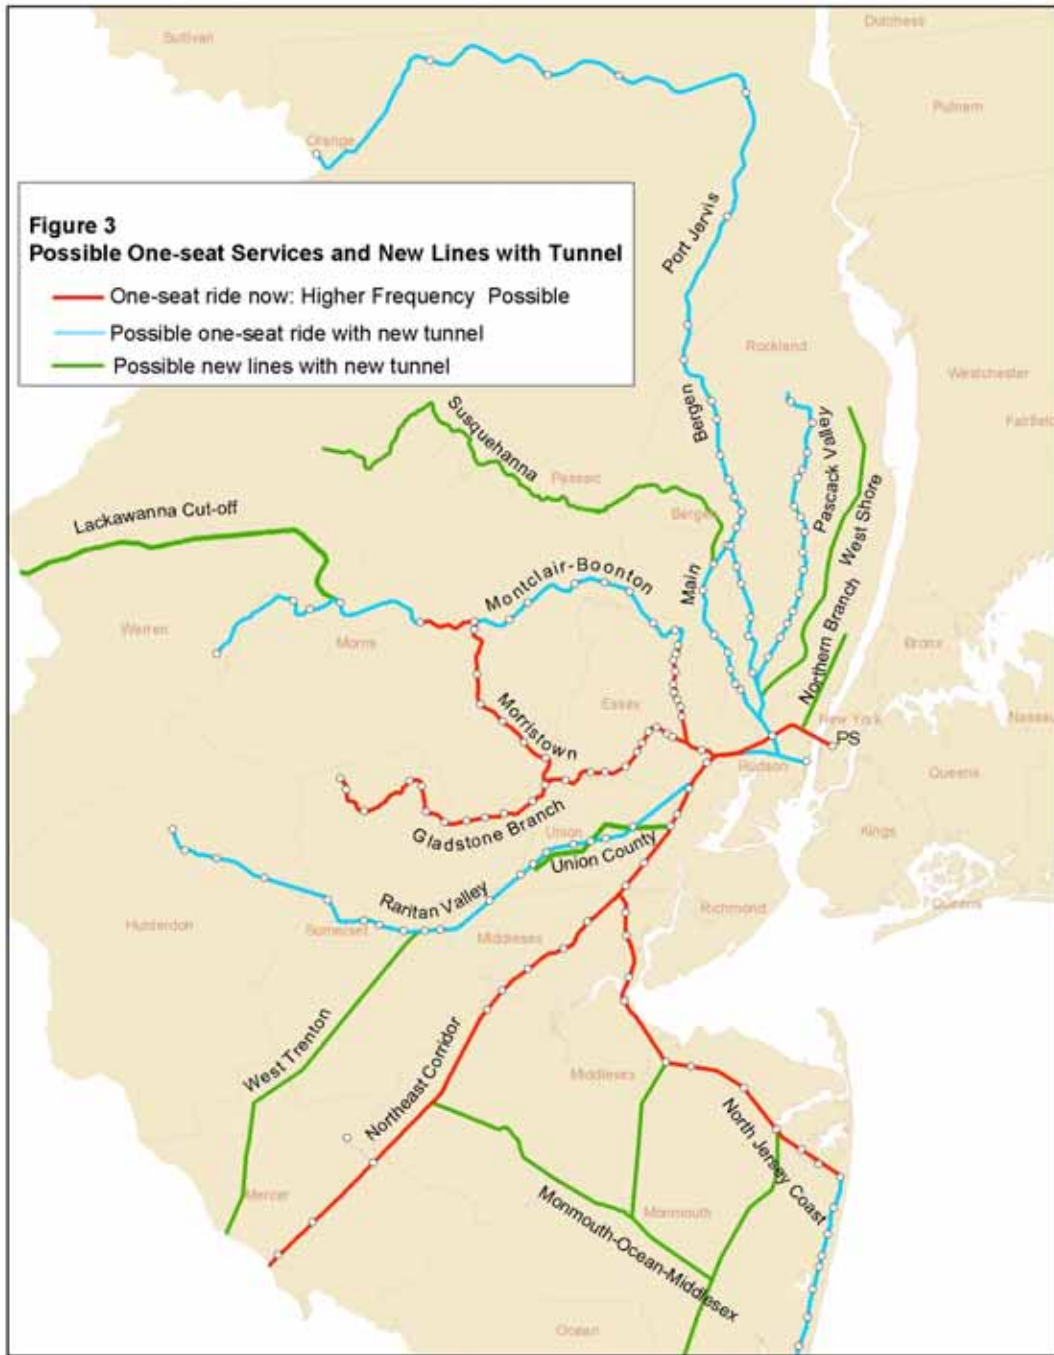 Sullivan
Dutchess
Putnam
Orange
Figure 3
Possible One-seat Services and New Lines with Tunnel
One-seat ride now: Higher Frequency Possible
Possible one-seat ride with new tunnel
Possible new lines with new tunnel
Port Jervis
Rockland
Westchester
Fairfield
Bergen
Pascack Valley
Susquehanna
Passaic
West Shore
Lackawanna Cut-off
Bergen
Montclair-Boonton
Main
Northern Branch
Warren
Morris
Bronx
Essex
Morristown
New York
Nassau
PS
Hudson
Queens
Gladstone Branch
Union
Kings
Union County
Raritan Valley
Richmond
Queens
Hunterdon
Somerset
Middlesex
West Trenton
Northeast Corridor
Middlesex
North Jersey Coast
Mercer
Monmouth
Monmouth-Ocean-Middlesex
Ocean